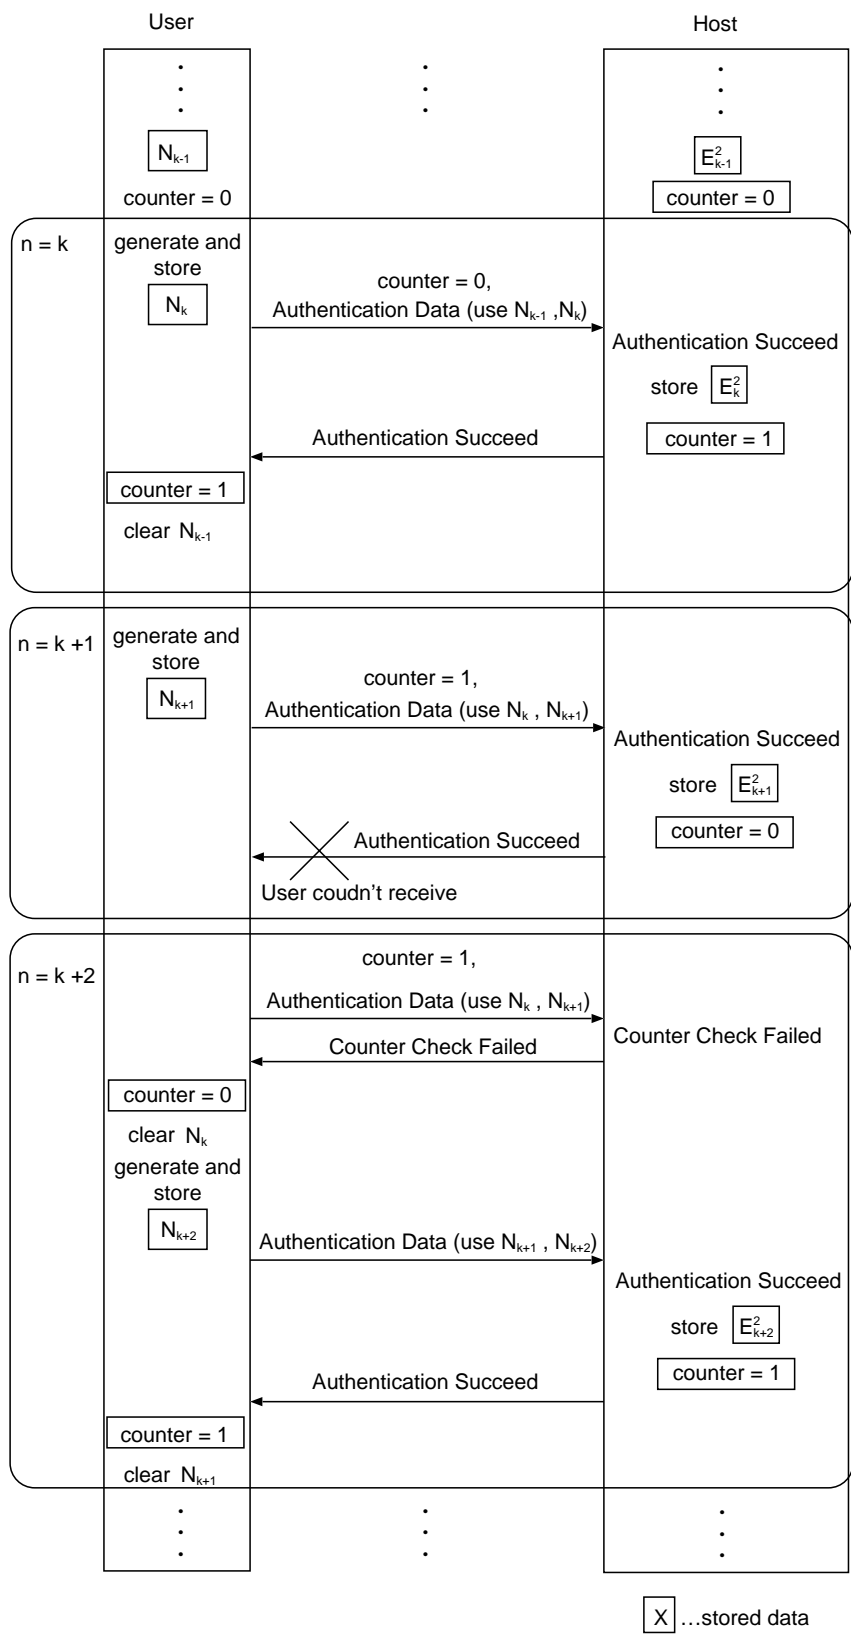 User
Host
N_{k-1}
E^2_{k-1}
counter = 0
counter = 0
n = k
generate and
store
N_k
counter = 0,
Authentication Data (use N_{k-1} ,N_k)
Authentication Succeed
store E^2_k
counter = 1
Authentication Succeed
counter = 1
clear N_{k-1}
n = k +1
generate and
store
N_{k+1}
counter = 1,
Authentication Data (use N_k , N_{k+1})
Authentication Succeed
store E^2_{k+1}
counter = 0
Authentication Succeed
User coudn't receive
n = k +2
counter = 1,
Authentication Data (use N_k , N_{k+1})
Counter Check Failed
Counter Check Failed
counter = 0
clear N_k
generate and
store
N_{k+2}
Authentication Data (use N_{k+1} , N_{k+2})
Authentication Succeed
store E^2_{k+2}
counter = 1
Authentication Succeed
counter = 1
clear N_{k+1}
X ...stored data